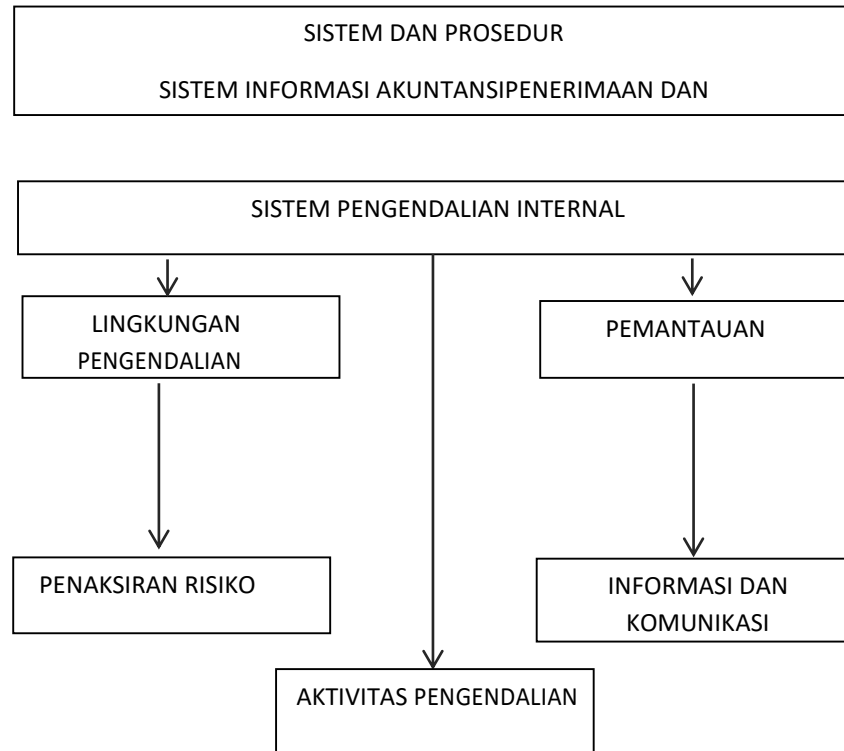 SISTEM DAN PROSEDUR
SISTEM INFORMASI AKUNTANSIPENERIMAAN DAN
SISTEM PENGENDALIAN INTERNAL
LINGKUNGAN
PENGENDALIAN
PEMANTAUAN
PENAKSIRAN RISIKO
INFORMASI DAN
KOMUNIKASI
AKTIVITAS PENGENDALIAN